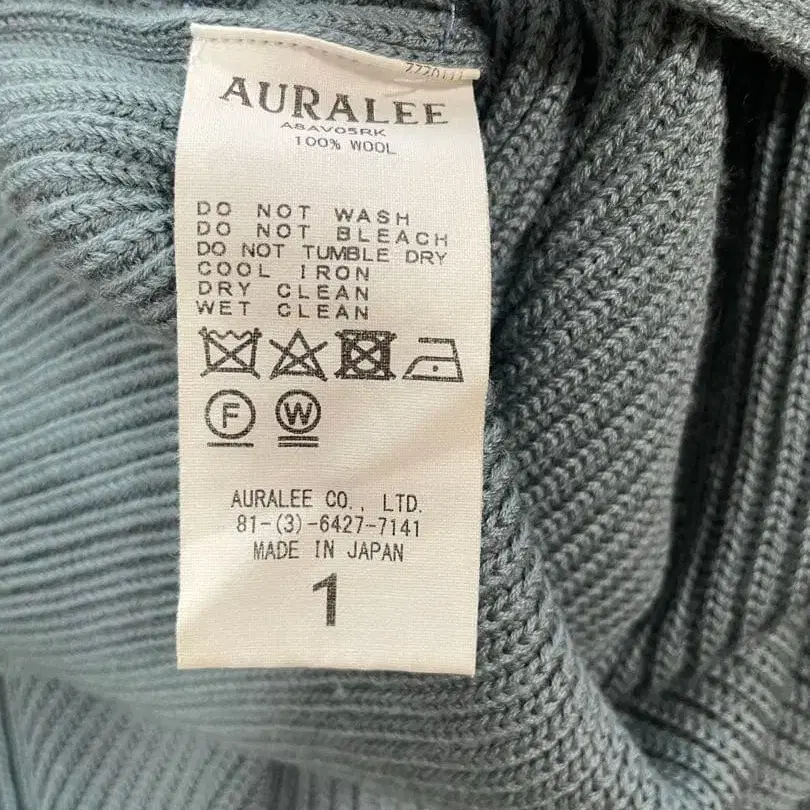 AURALEE
A8AV05RK
100% WOOL
DO NOT WASH
DO NOT BLEACH
DO NOT TUMBLE DRY
COOL IRON
DRY CLEAN
WET CLEAN
F W
AURALEE CO., LTD.
81-(3)-6427-7141
MADE IN JAPAN
1